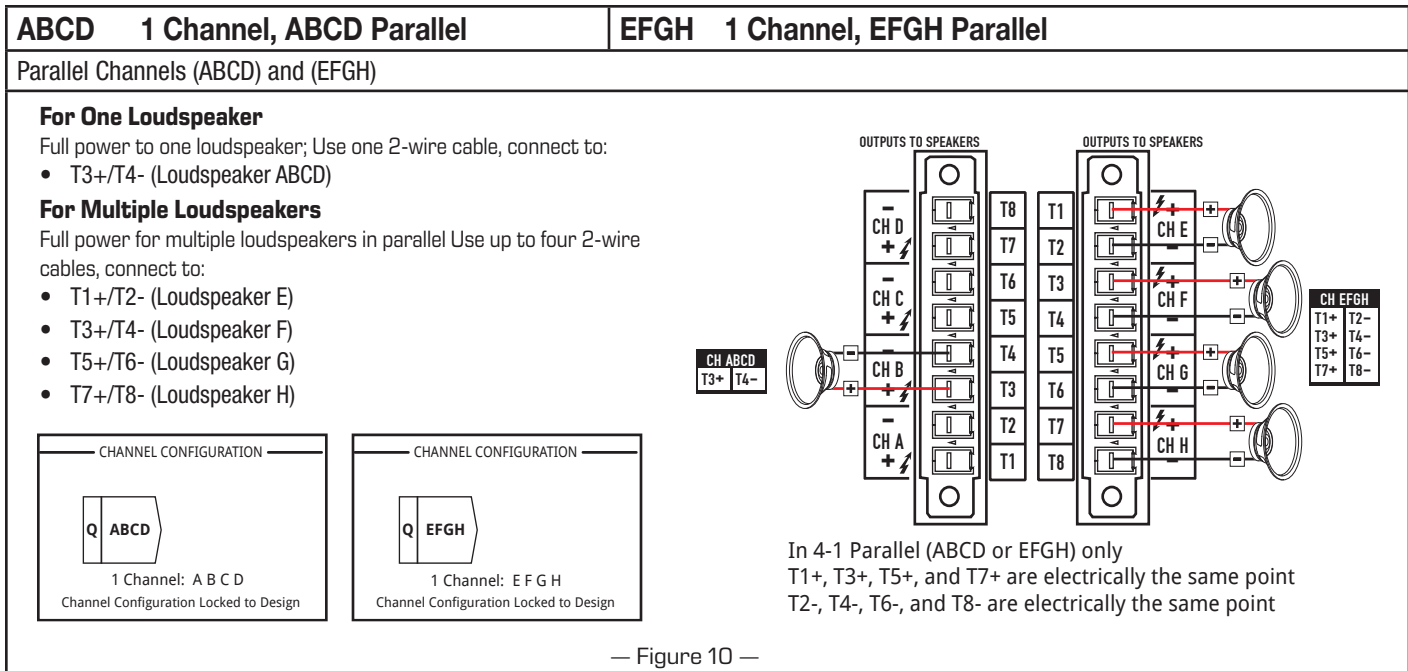 ABCD 1 Channel, ABCD Parallel
EFGH 1 Channel, EFGH Parallel
Parallel Channels (ABCD) and (EFGH)
For One Loudspeaker
Full power to one loudspeaker; Use one 2-wire cable, connect to:
• T3+/T4- (Loudspeaker ABCD)
For Multiple Loudspeakers
Full power for multiple loudspeakers in parallel Use up to four 2-wire
cables, connect to:
• T1+/T2- (Loudspeaker E)
• T3+/T4- (Loudspeaker F)
• T5+/T6- (Loudspeaker G)
• T7+/T8- (Loudspeaker H)
CHANNEL CONFIGURATION
Q ABCD
1 Channel: A B C D
Channel Configuration Locked to Design
CHANNEL CONFIGURATION
Q EFGH
1 Channel: E F G H
Channel Configuration Locked to Design
OUTPUTS TO SPEAKERS
−
CH D
+
−
CH C
+
−
CH B
+
−
CH A
+
T8
T7
T6
T5
T4
T3
T2
T1
CH ABCD
T3+ T4−
- 
+
OUTPUTS TO SPEAKERS
T1
T2
T3
T4
T5
T6
T7
T8
+
CH E
−
+
CH F
−
+
CH G
−
+
CH H
−
+
-
+
-
+
-
+
-
CH EFGH
T1+ T2−
T3+ T4−
T5+ T6−
T7+ T8−
In 4-1 Parallel (ABCD or EFGH) only
T1+, T3+, T5+, and T7+ are electrically the same point
T2-, T4-, T6-, and T8- are electrically the same point
— Figure 10 —